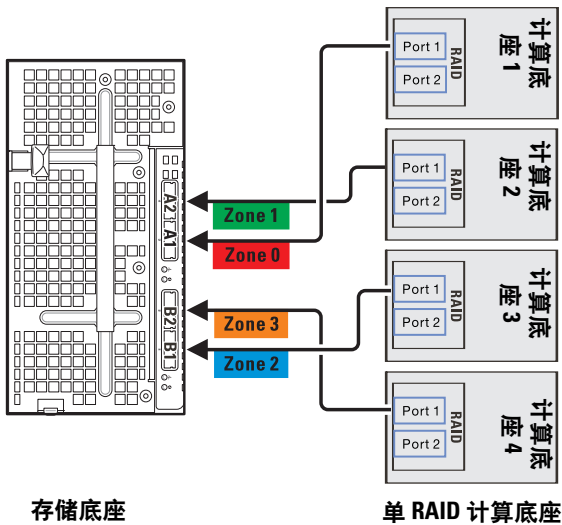 A2
A1
B2
B1
Zone 1
Zone 0
Zone 3
Zone 2
Port 1
Port 2
RAID
计算底
座 1
Port 1
Port 2
RAID
计算底
座 2
Port 1
Port 2
RAID
计算底
座 3
Port 1
Port 2
RAID
计算底
座 4
存储底座
单 RAID 计算底座